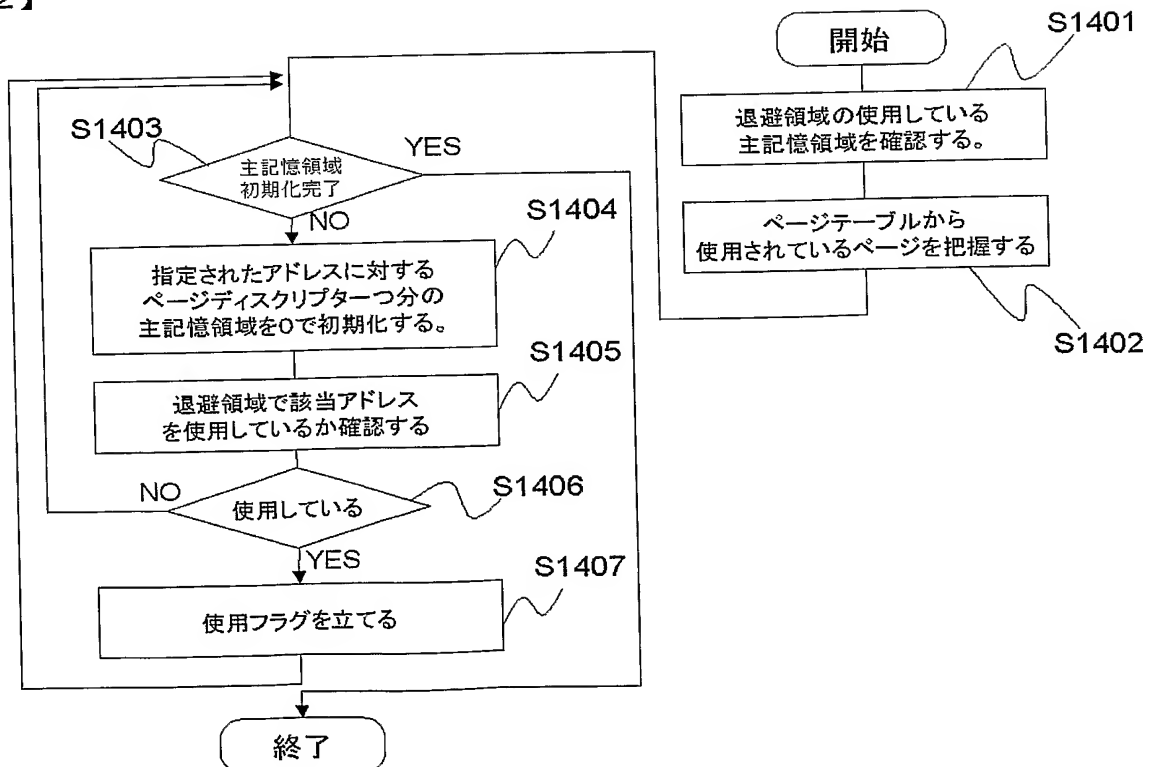 2】
開始
S1401
退避領域の使用している
主記憶領域を確認する。
ページテーブルから
使用されているページを把握する
S1402
S1403
主記憶領域
初期化完了
YES
NO
S1404
指定されたアドレスに対する
ページディスクリプター一つ分の
主記憶領域を0で初期化する。
S1405
退避領域で該当アドレス
を使用しているか確認する
S1406
使用している
NO
YES
S1407
使用フラグを立てる
終了